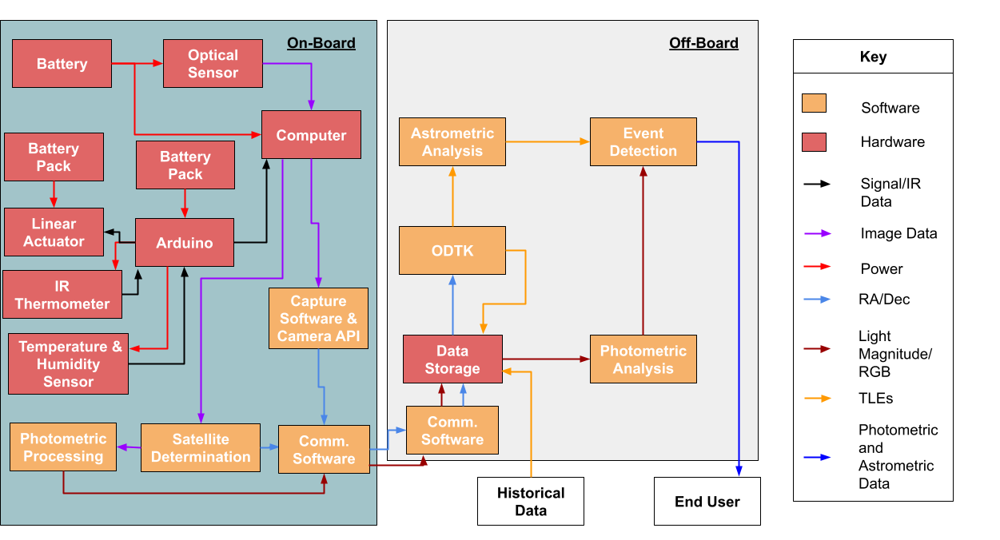 On-Board
Battery
Optical
Sensor
Computer
Battery
Pack
Battery
Pack
Linear
Actuator
Arduino
IR
Thermometer
Capture
Software &
Camera API
Temperature &
Humidity
Sensor
Photometric
Processing
Satellite
Determination
Comm.
Software
Off-Board
Astrometric
Analysis
Event
Detection
ODTK
Data
Storage
Photometric
Analysis
Comm.
Software
Historical
Data
End User
Key
Software
Hardware
Signal/IR
Data
Image Data
Power
RA/Dec
Light
Magnitude/
RGB
TLEs
Photometric
and
Astrometric
Data